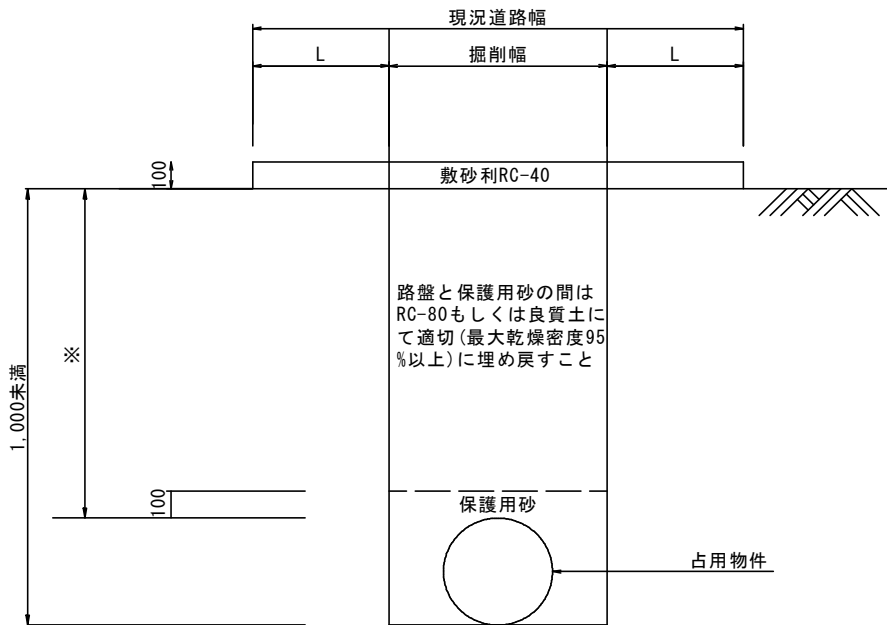 現況道路幅
L
掘削幅
L
100
敷砂利RC-40
路盤と保護用砂の間は
RC-80もしくは良質土に
て適切(最大乾燥密度95
%以上)に埋め戻すこと
※
1,000未満
100
保護用砂
占用物件